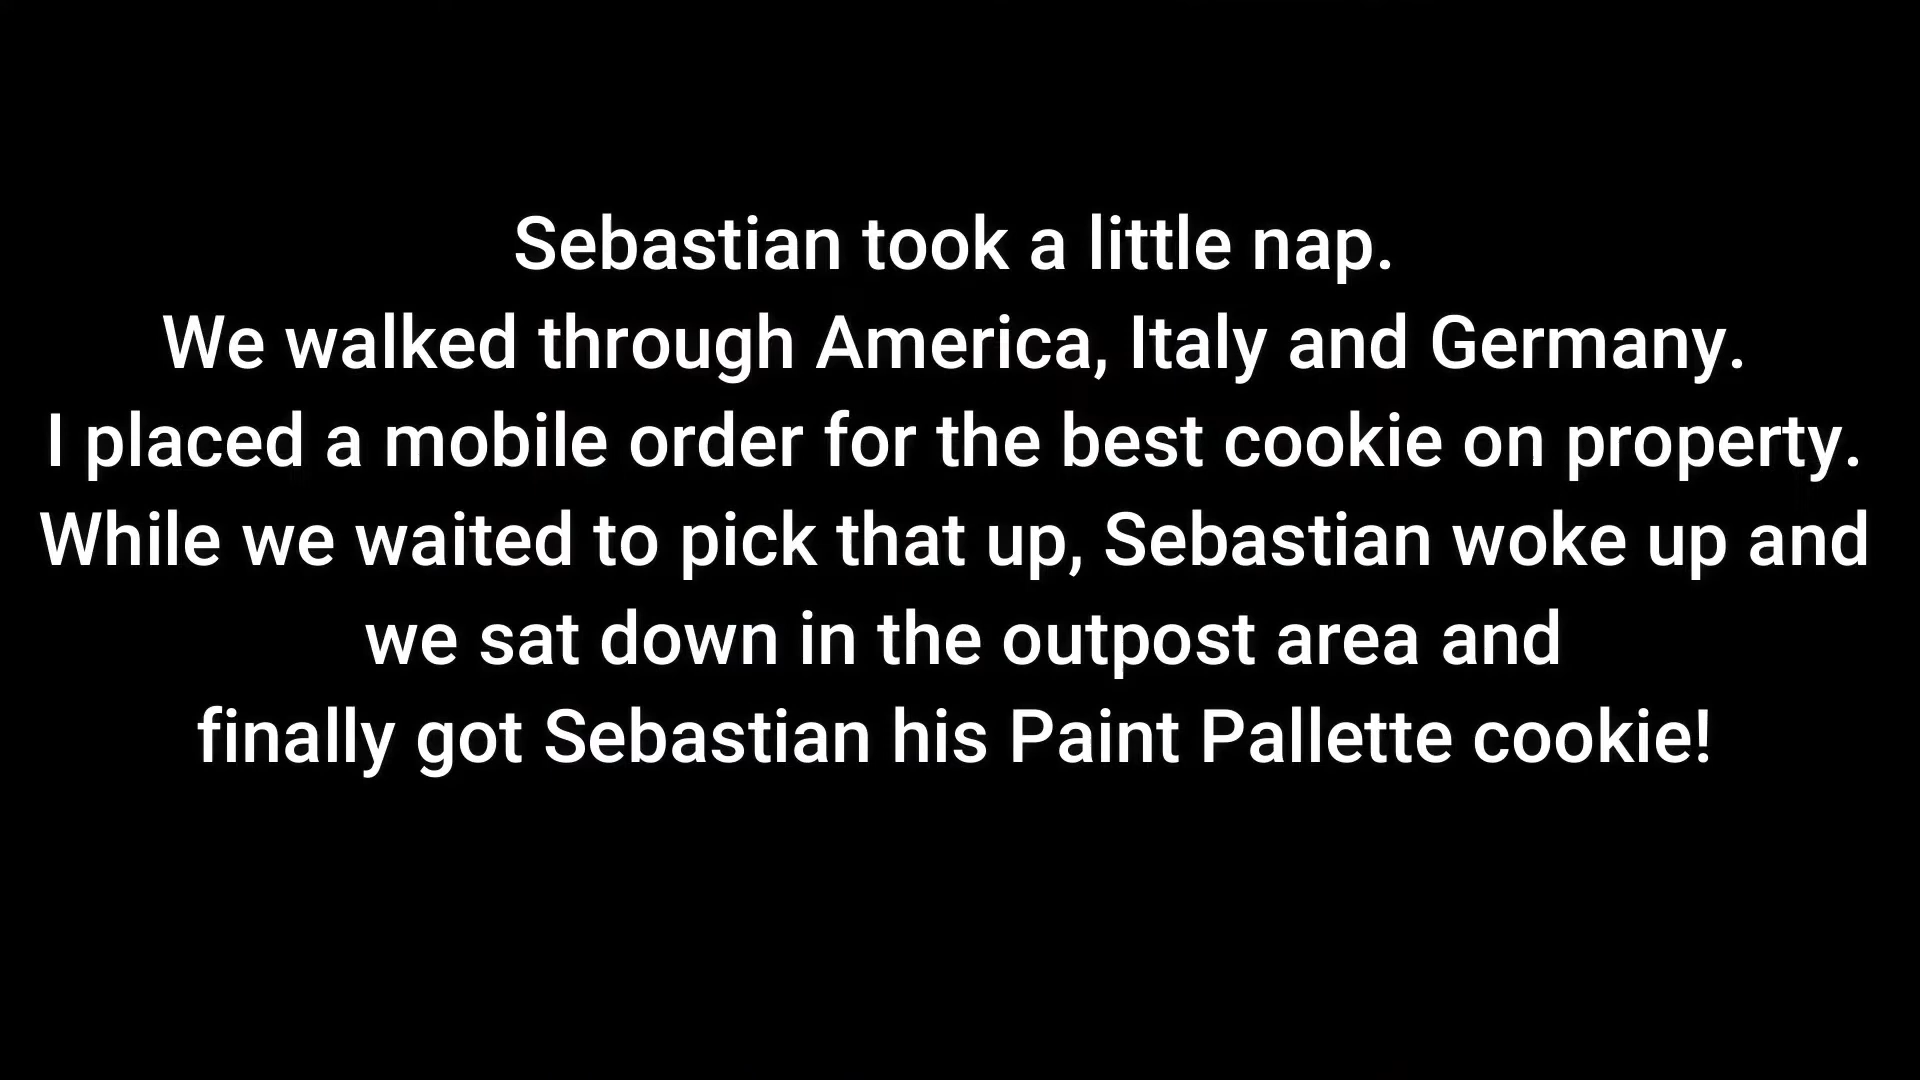 Sebastian took a little nap.
We walked through America, Italy and Germany.
I placed a mobile order for the best cookie on property.
While we waited to pick that up, Sebastian woke up and
we sat down in the outpost area and
finally got Sebastian his Paint Pallette cookie!